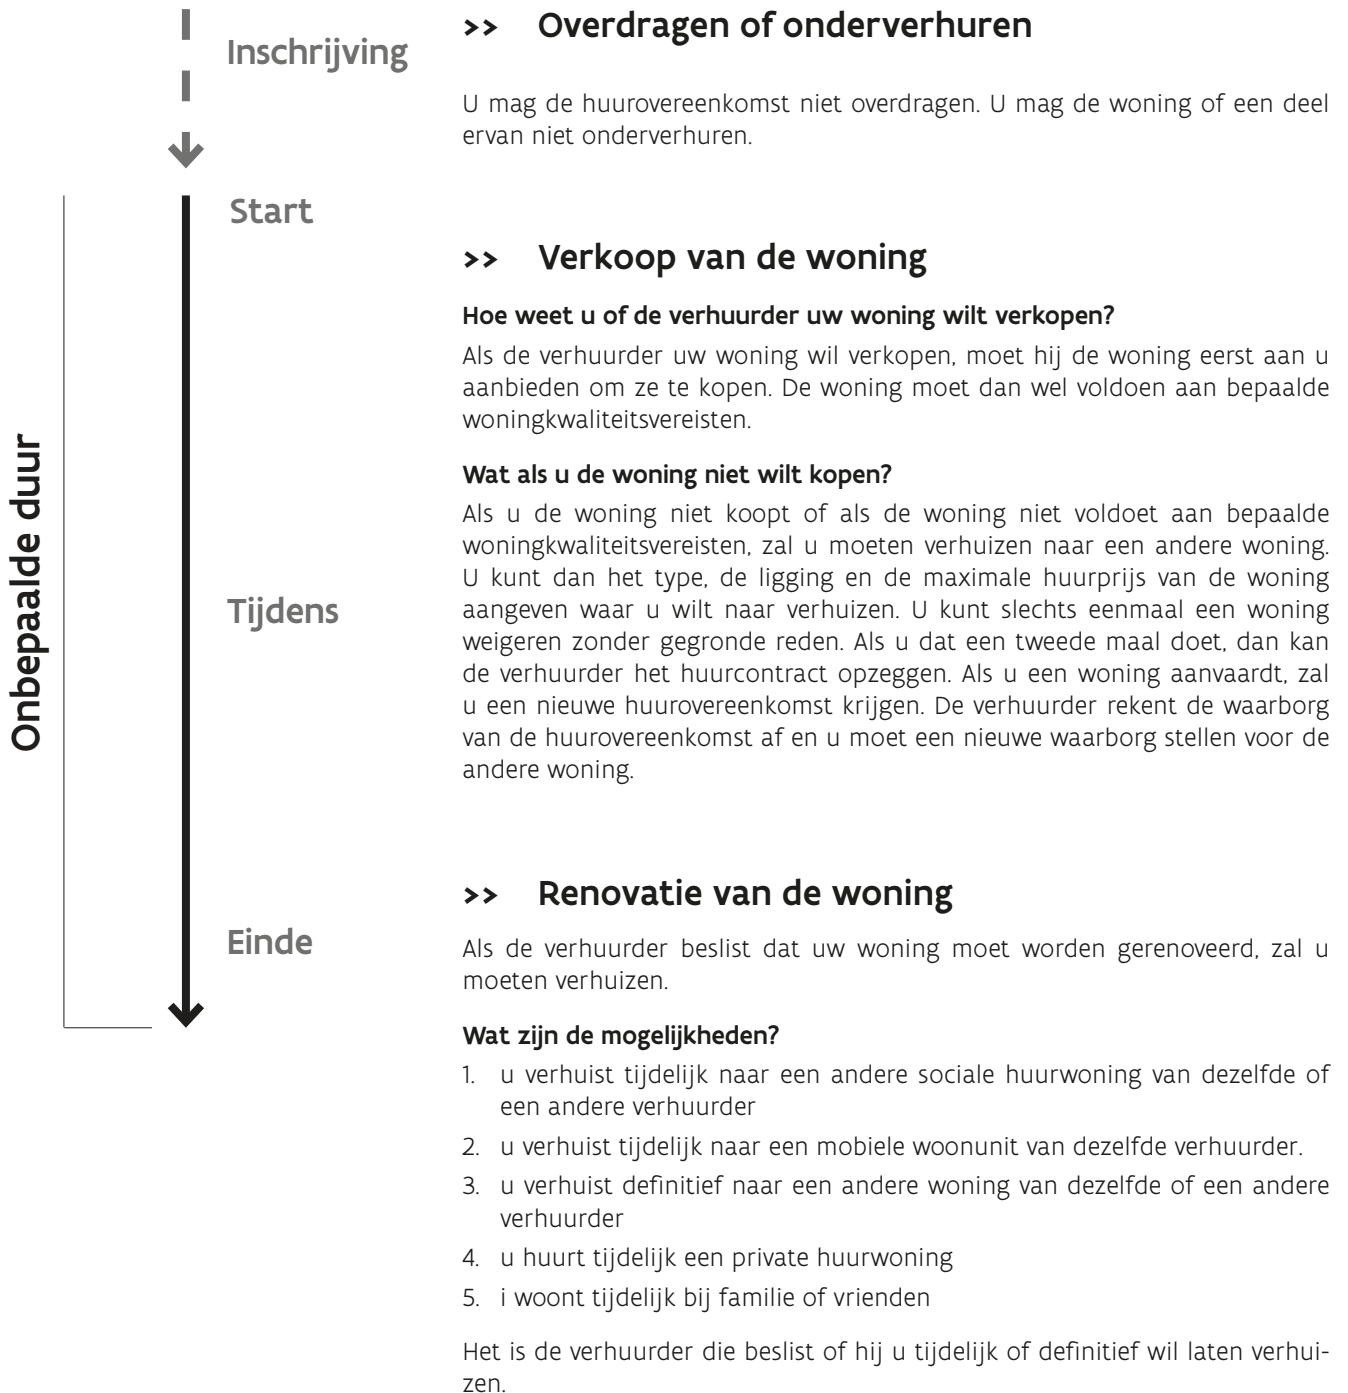 Inschrijving
Start
Tijdens
Einde
Onbepaalde duur
>> Overdragen of onderverhuren
U mag de huurovereenkomst niet overdragen. U mag de woning of een deel
ervan niet onderverhuren.
>> Verkoop van de woning
Hoe weet u of de verhuurder uw woning wilt verkopen?
Als de verhuurder uw woning wil verkopen, moet hij de woning eerst aan u
aanbieden om ze te kopen. De woning moet dan wel voldoen aan bepaalde
woningkwaliteitsvereisten.
Wat als u de woning niet wilt kopen?
Als u de woning niet koopt of als de woning niet voldoet aan bepaalde
woningkwaliteitsvereisten, zal u moeten verhuizen naar een andere woning.
U kunt dan het type, de ligging en de maximale huurprijs van de woning
aangeven waar u wilt naar verhuizen. U kunt slechts eenmaal een woning
weigeren zonder gegronde reden. Als u dat een tweede maal doet, dan kan
de verhuurder het huurcontract opzeggen. Als u een woning aanvaardt, zal
u een nieuwe huurovereenkomst krijgen. De verhuurder rekent de waarborg
van de huurovereenkomst af en u moet een nieuwe waarborg stellen voor de
andere woning.
>> Renovatie van de woning
Als de verhuurder beslist dat uw woning moet worden gerenoveerd, zal u
moeten verhuizen.
Wat zijn de mogelijkheden?
1. u verhuist tijdelijk naar een andere sociale huurwoning van dezelfde of
een andere verhuurder
2. u verhuist tijdelijk naar een mobiele woonunit van dezelfde verhuurder.
3. u verhuist definitief naar een andere woning van dezelfde of een andere
verhuurder
4. u huurt tijdelijk een private huurwoning
5. i woont tijdelijk bij familie of vrienden
Het is de verhuurder die beslist of hij u tijdelijk of definitief wil laten verhui-
zen.